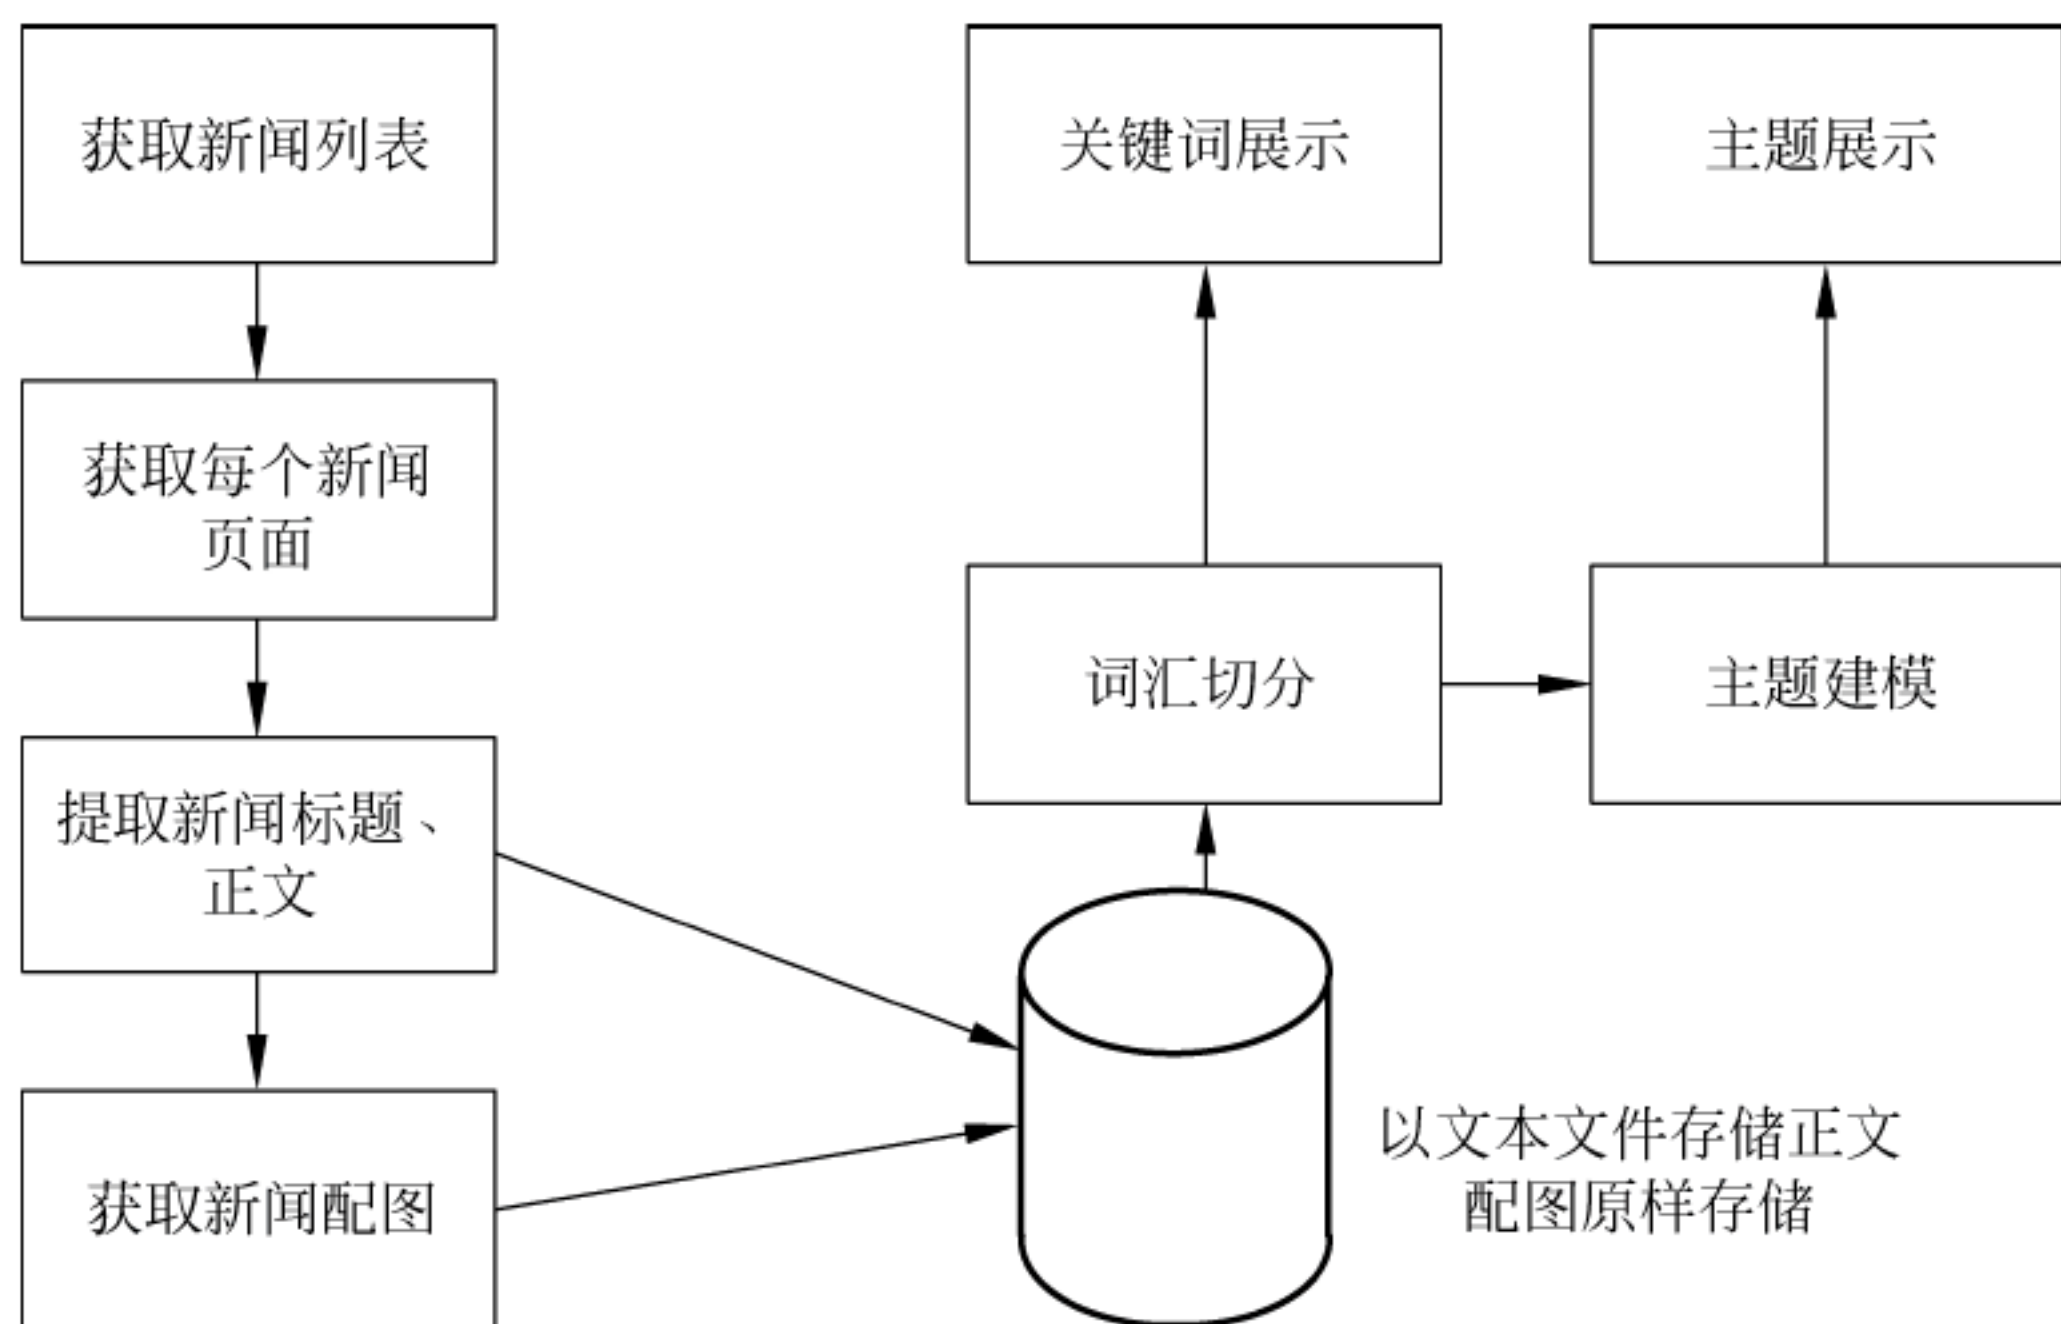 获取新闻列表
关键词展示
主题展示
获取每个新闻
页面
词汇切分
主题建模
提取新闻标题、
正文
获取新闻配图
以文本文件存储正文
配图原样存储